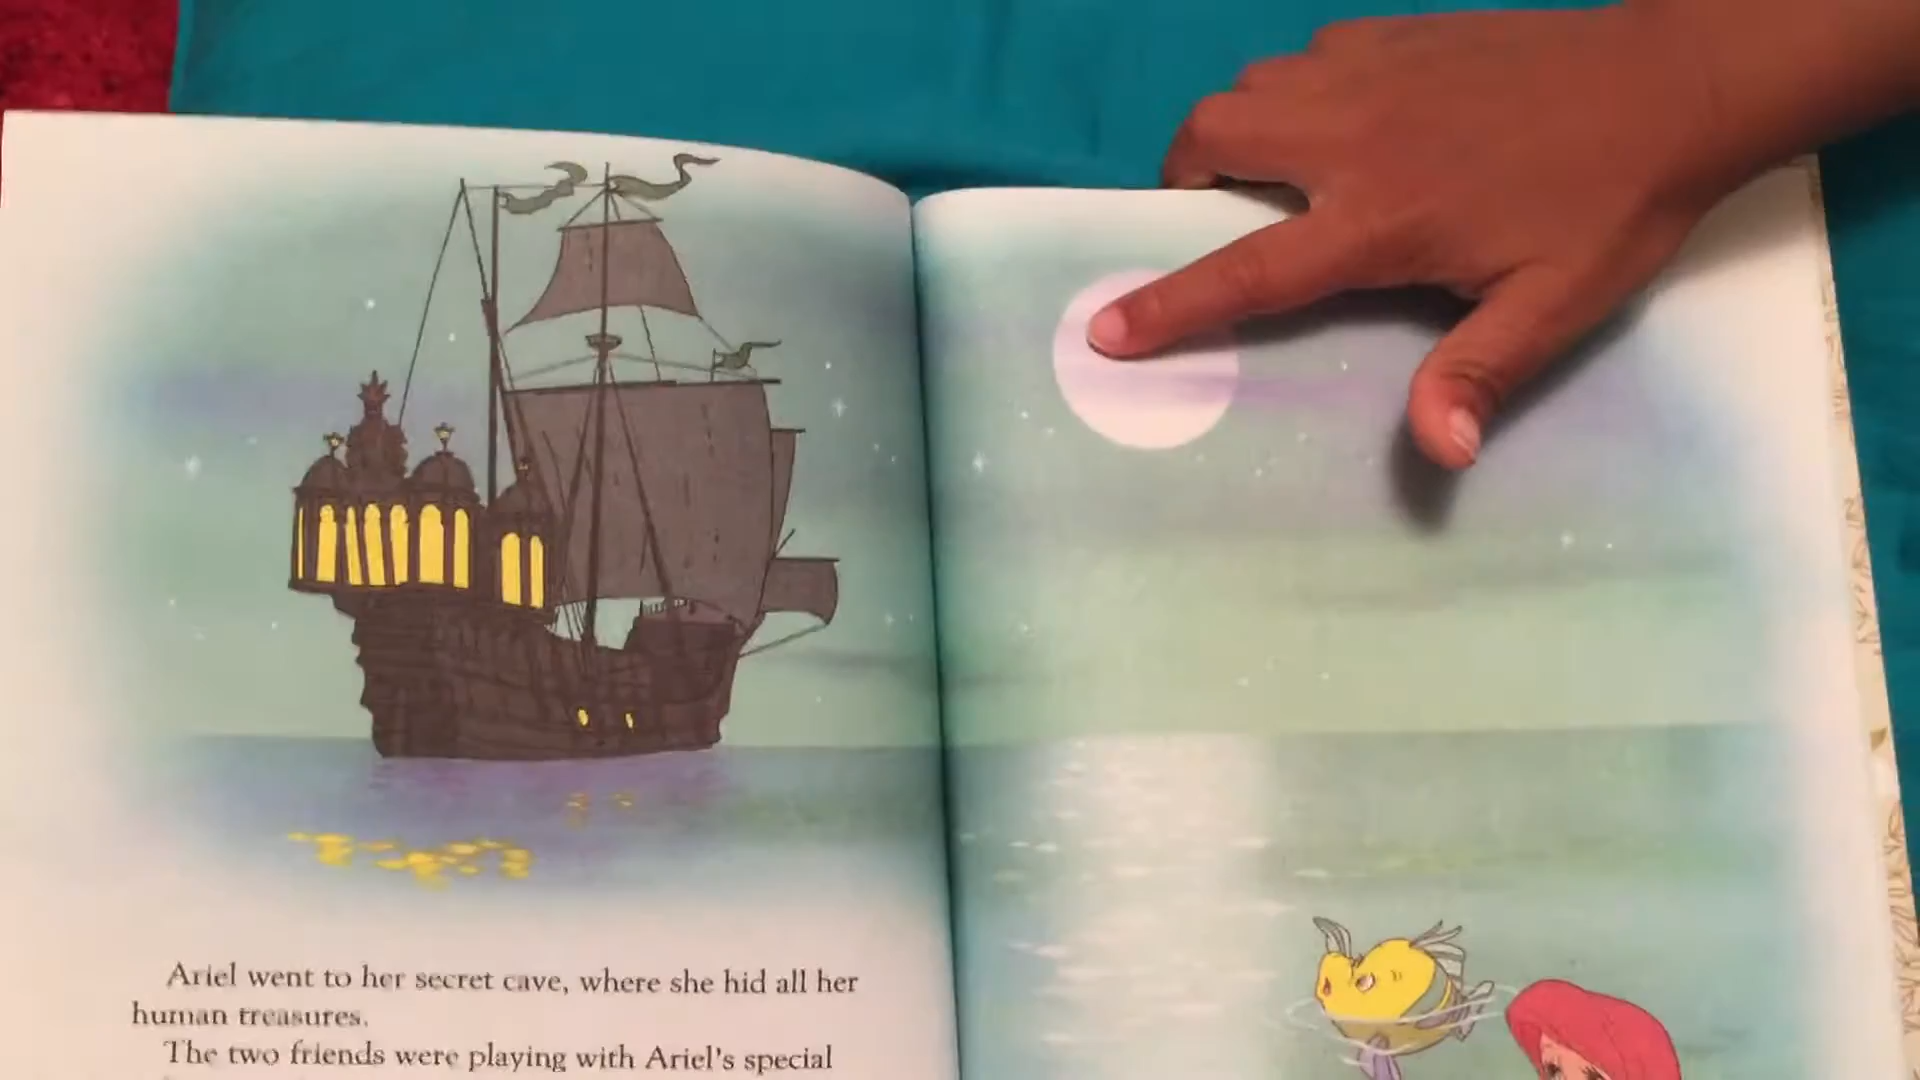 Ariel went to her secret cave, where she hid all her
human treasures.
The two friends were playing with Ariel's special